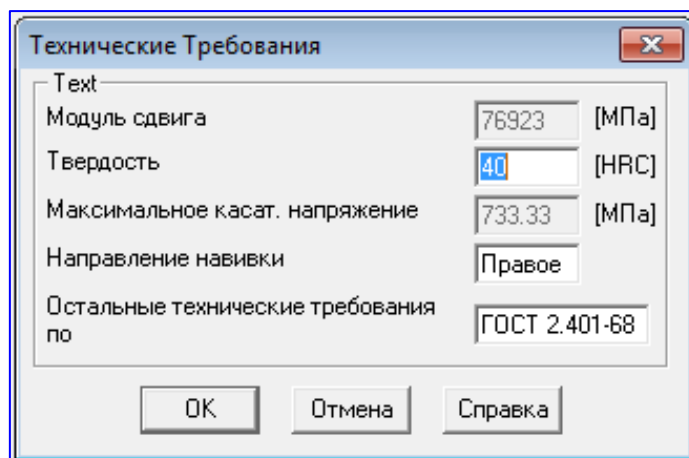 Технические Требования
Text
Модуль сдвига 76923 [МПа]
Твердость 40 [HRC]
Максимальное касат. напряжение 733.33 [МПа]
Направление навивки Правое
Остальные технические требования
по ГОСТ 2.401-68
OK Отмена Справка